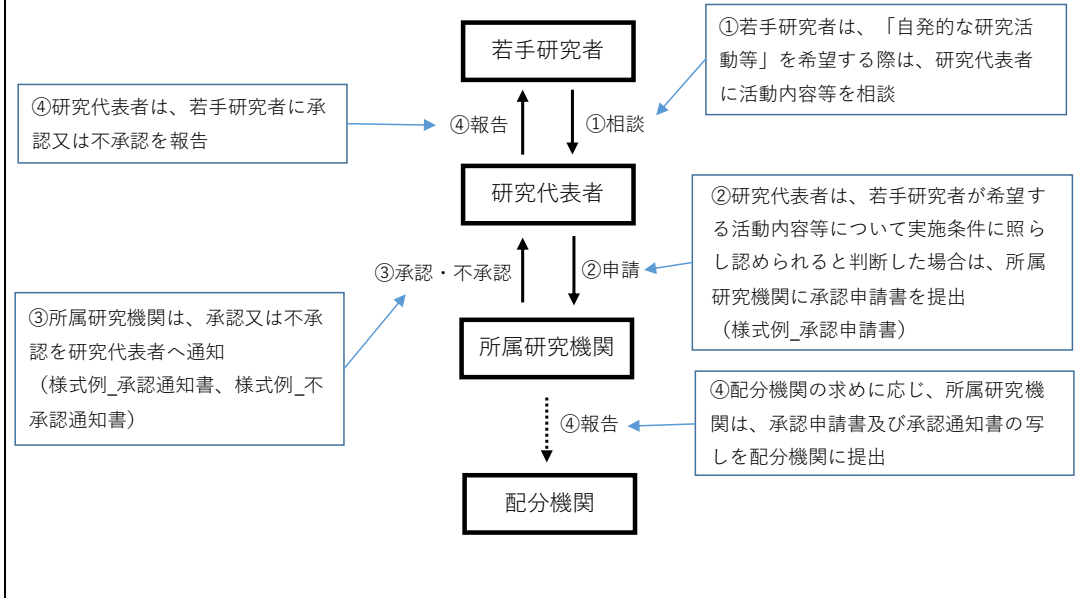 若手研究者
①若手研究者は、「自発的な研究活
動等」を希望する際は、研究代表者
に活動内容等を相談
④研究代表者は、若手研究者に承
認又は不承認を報告
④報告
①相談
研究代表者
②研究代表者は、若手研究者が希望す
る活動内容等について実施条件に照ら
し認められると判断した場合は、所属
研究機関に承認申請書を提出
（様式例_承認申請書）
③承認・不承認
②申請
③所属研究機関は、承認又は不承
認を研究代表者へ通知
（様式例_承認通知書、様式例_不
承認通知書）
所属研究機関
④配分機関の求めに応じ、所属研究機
関は、承認申請書及び承認通知書の写
しを配分機関に提出
④報告
配分機関